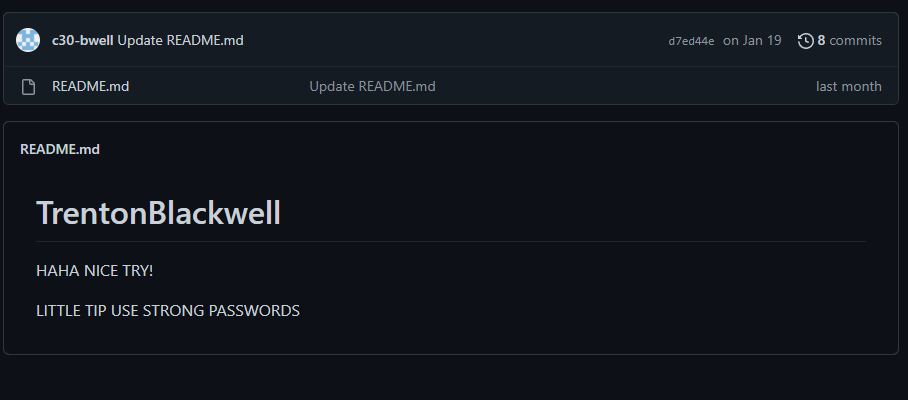 c30-bwell Update README.md d7ed44e on Jan 19 8 commits
README.md Update README.md last month
README.md
TrentonBlackwell
HAHA NICE TRY!
LITTLE TIP USE STRONG PASSWORDS